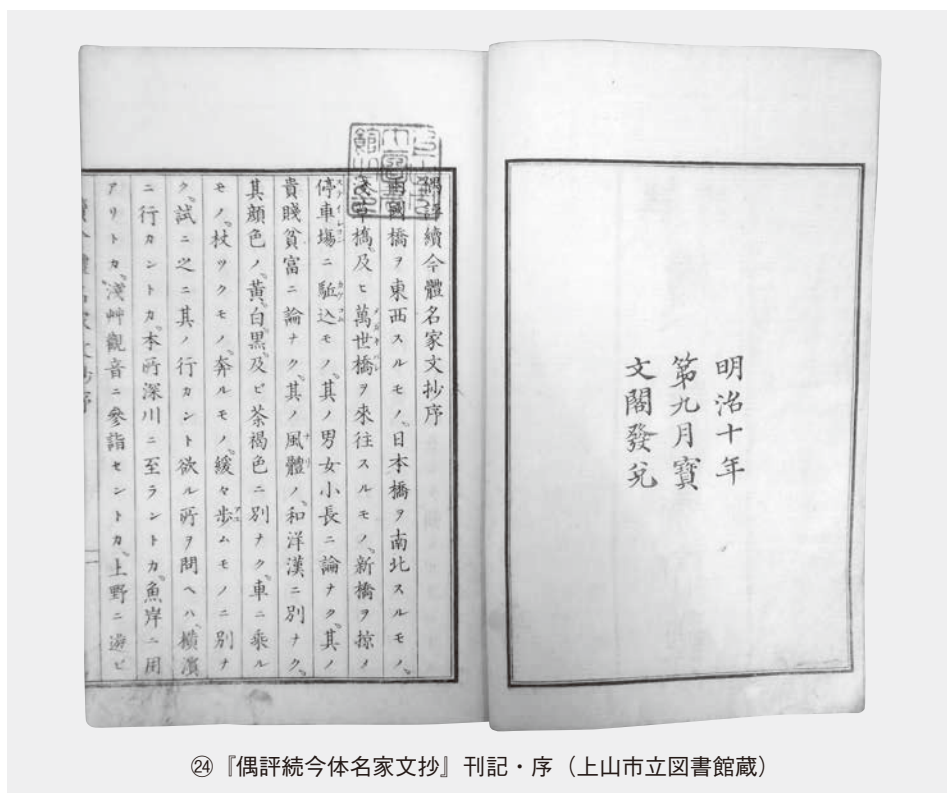 明治十年
第九月寶
文閣發兌
偶評續今體名家文抄序
兩國橋ヲ東西スルモノ、日本橋ヲ南北スルモノ、
淺草橋、及ヒ萬世橋ヲ來往スルモノ、新橋ヲ掠メ
停車場ニ駈込モノ、其ノ男女小長ニ論ナク、其ノ
貴賤貧富ニ論ナク、其ノ風體ノ、和洋漢ニ別ナク、
其顔色ノ、黄、白、黒、及ビ茶褐色ニ別ナク、車ニ乘ル
モノ、杖ツクモノ、奔ルモノ、緩々歩ムモノニ別ナ
ク、試ニ之ニ其ノ行カント欲ル所ヲ問ヘハ、横濱
ニ行カントカ、本所深川ニ至ラントカ、魚岸ニ用
アリトカ、淺艸觀音ニ參詣セントカ、上野ニ遊ビ
㉔『偶評続今体名家文抄』刊記・序（上山市立図書館蔵）